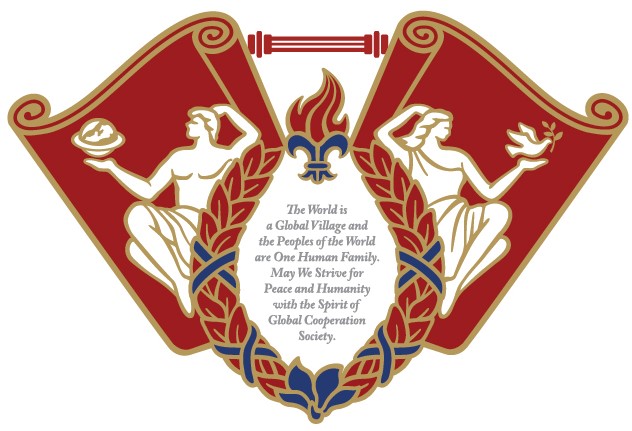 The World is
a Global Village and
the Peoples of the World
are One Human Family.
May We Strive for
Peace and Humanity
with the Spirit of
Global Cooperation
Society.